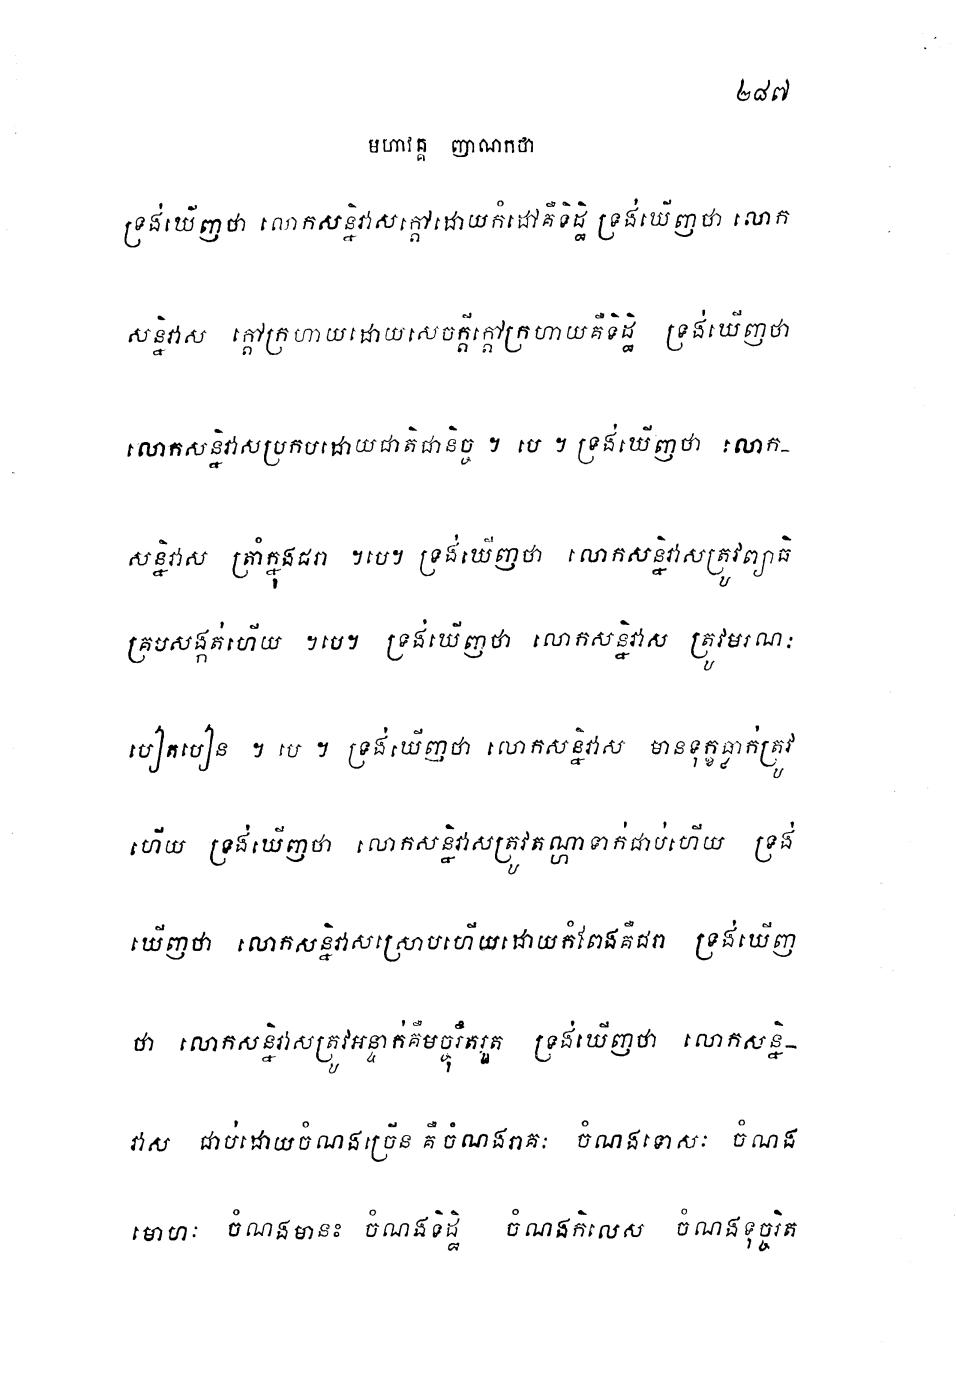 ២៨៧
មហាវគ្គ ញាណកថា
ទ្រង់ឃើញថា លោកសន្និវាសក្តៅដោយកំដៅគឺទិដ្ឋិ ទ្រង់ឃើញថា លោក
សន្និវាស ក្តៅក្រហាយដោយសេចក្តីក្តៅក្រហាយគឺទិដ្ឋិ ទ្រង់ឃើញថា
លោកសន្និវាសប្រកបដោយជាតិជានិច្ច ។ បេ ។ ទ្រង់ឃើញថា លោក-
សន្និវាស ត្រាំក្នុងជរា ។បេ។ ទ្រង់ឃើញថា លោកសន្និវាសត្រូវព្យាធិ
គ្របសង្កត់ហើយ ។បេ។ ទ្រង់ឃើញថា លោកសន្និវាស ត្រូវមរណៈ
បៀតបៀន ។ បេ ។ ទ្រង់ឃើញថា លោកសន្និវាស មានទុក្ខធ្លាក់ត្រូវ
ហើយ ទ្រង់ឃើញថា លោកសន្និវាសត្រូវតណ្ហាទាក់ជាប់ហើយ ទ្រង់
ឃើញថា លោកសន្និវាសស្រោបហើយដោយកំពែងគឺជរា ទ្រង់ឃើញ
ថា លោកសន្និវាសត្រូវអន្ទាក់គឺមច្ចុរឹតរួត ទ្រង់ឃើញថា លោកសន្និ-
វាស ជាប់ដោយចំណងច្រើន គឺចំណងរាគៈ ចំណងទោសៈ ចំណង
មោហៈ ចំណងមានះ ចំណងទិដ្ឋិ ចំណងកិលេស ចំណងទុច្ចរិត